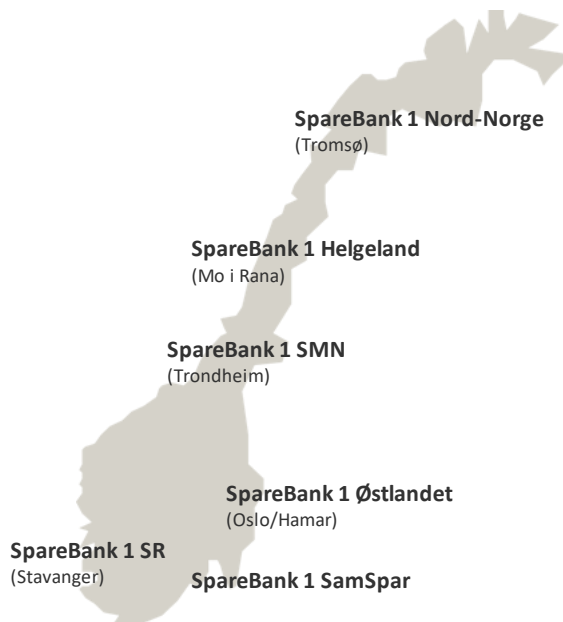 SpareBank 1 Nord-Norge
(Tromsø)
SpareBank 1 Helgeland
(Mo i Rana)
SpareBank 1 SMN
(Trondheim)
SpareBank 1 Østlandet
(Oslo/Hamar)
SpareBank 1 SR
(Stavanger)
SpareBank 1 SamSpar